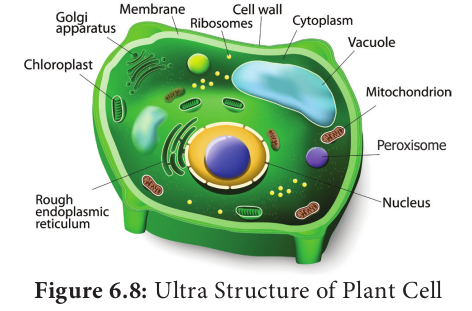 Golgi
apparatus
Membrane
Ribosomes
Cell wall
Cytoplasm
Vacuole
Chloroplast
Mitochondrion
Peroxisome
Rough
endoplasmic
reticulum
Nucleus
Figure 6.8: Ultra Structure of Plant Cell